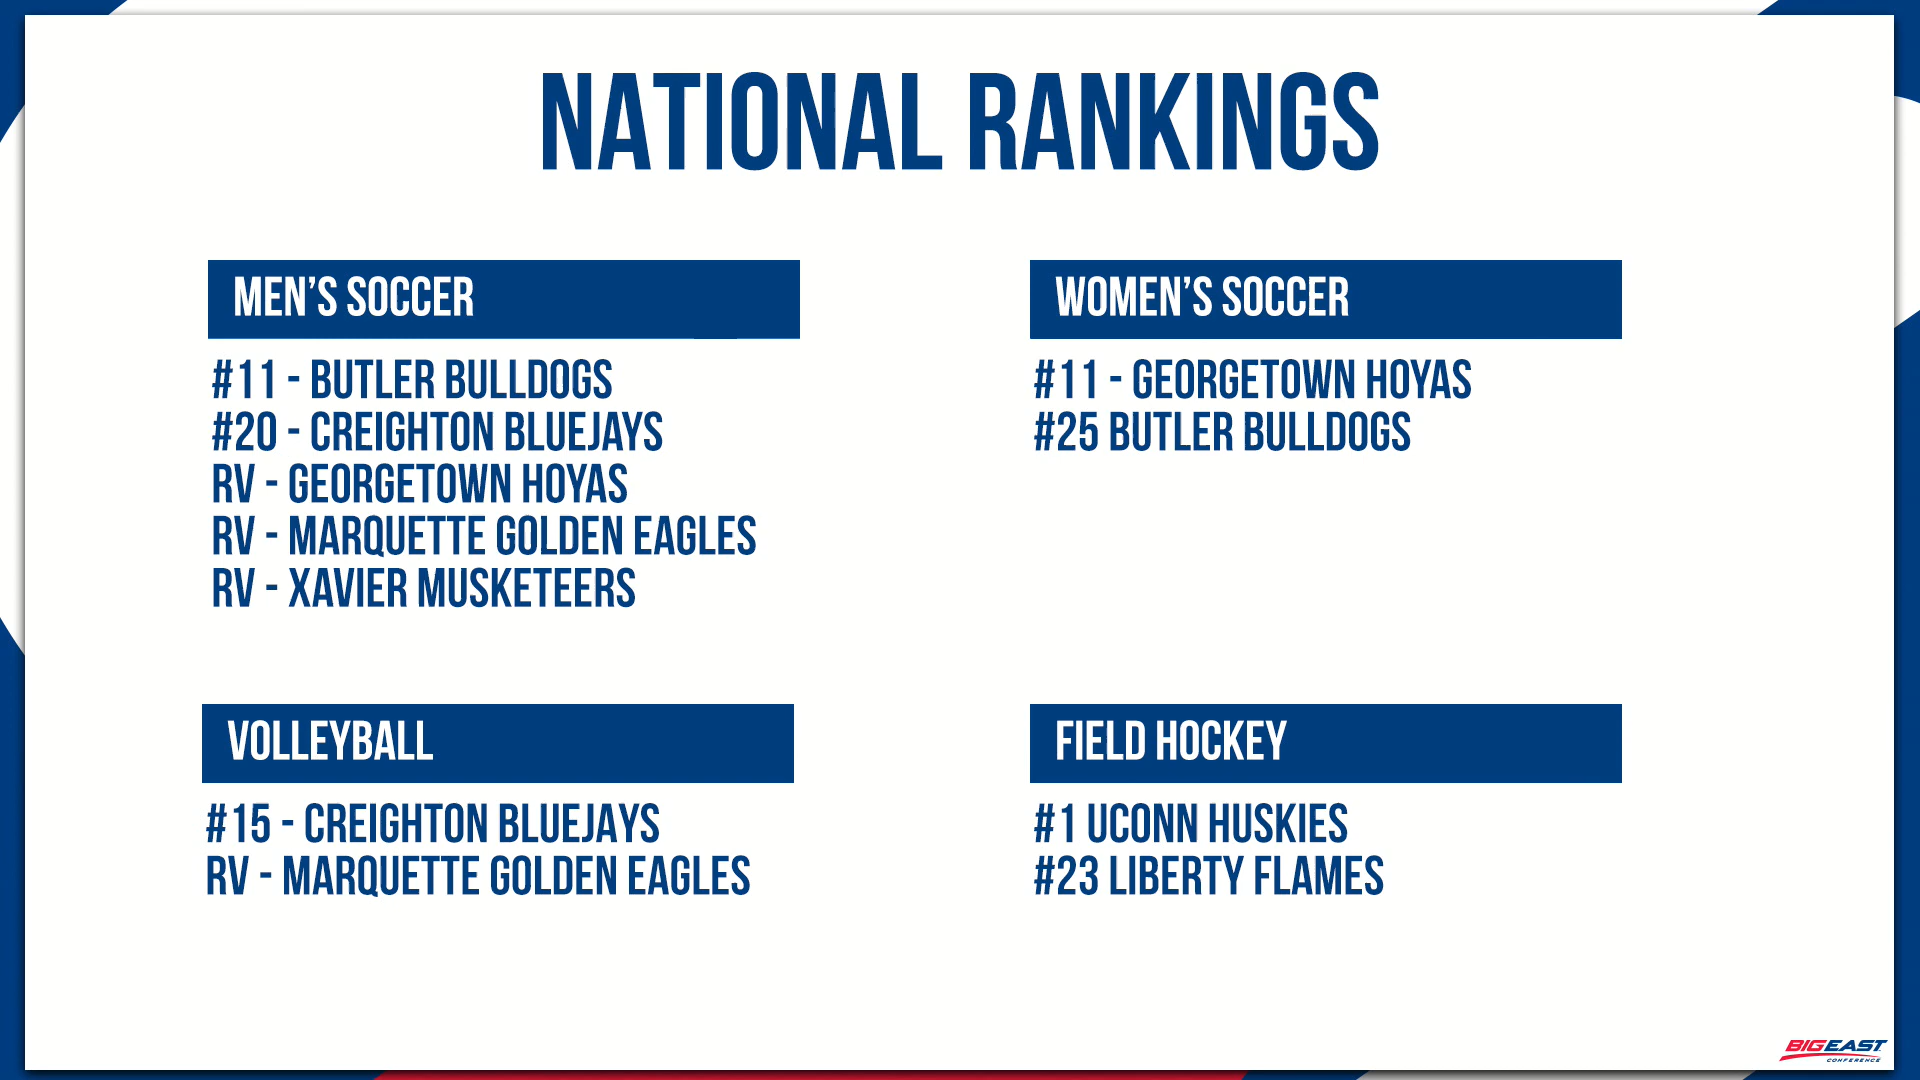 NATIONAL RANKINGS
MEN'S SOCCER
#11 - BUTLER BULLDOGS
#20 - CREIGHTON BLUEJAYS
RV - GEORGETOWN HOYAS
RV - MARQUETTE GOLDEN EAGLES
RV - XAVIER MUSKETEERS
WOMEN'S SOCCER
#11 - GEORGETOWN HOYAS
#25 BUTLER BULLDOGS
VOLLEYBALL
#15 - CREIGHTON BLUEJAYS
RV - MARQUETTE GOLDEN EAGLES
FIELD HOCKEY
#1 UCONN HUSKIES
#23 LIBERTY FLAMES
BIGEAST
CONFERENCE